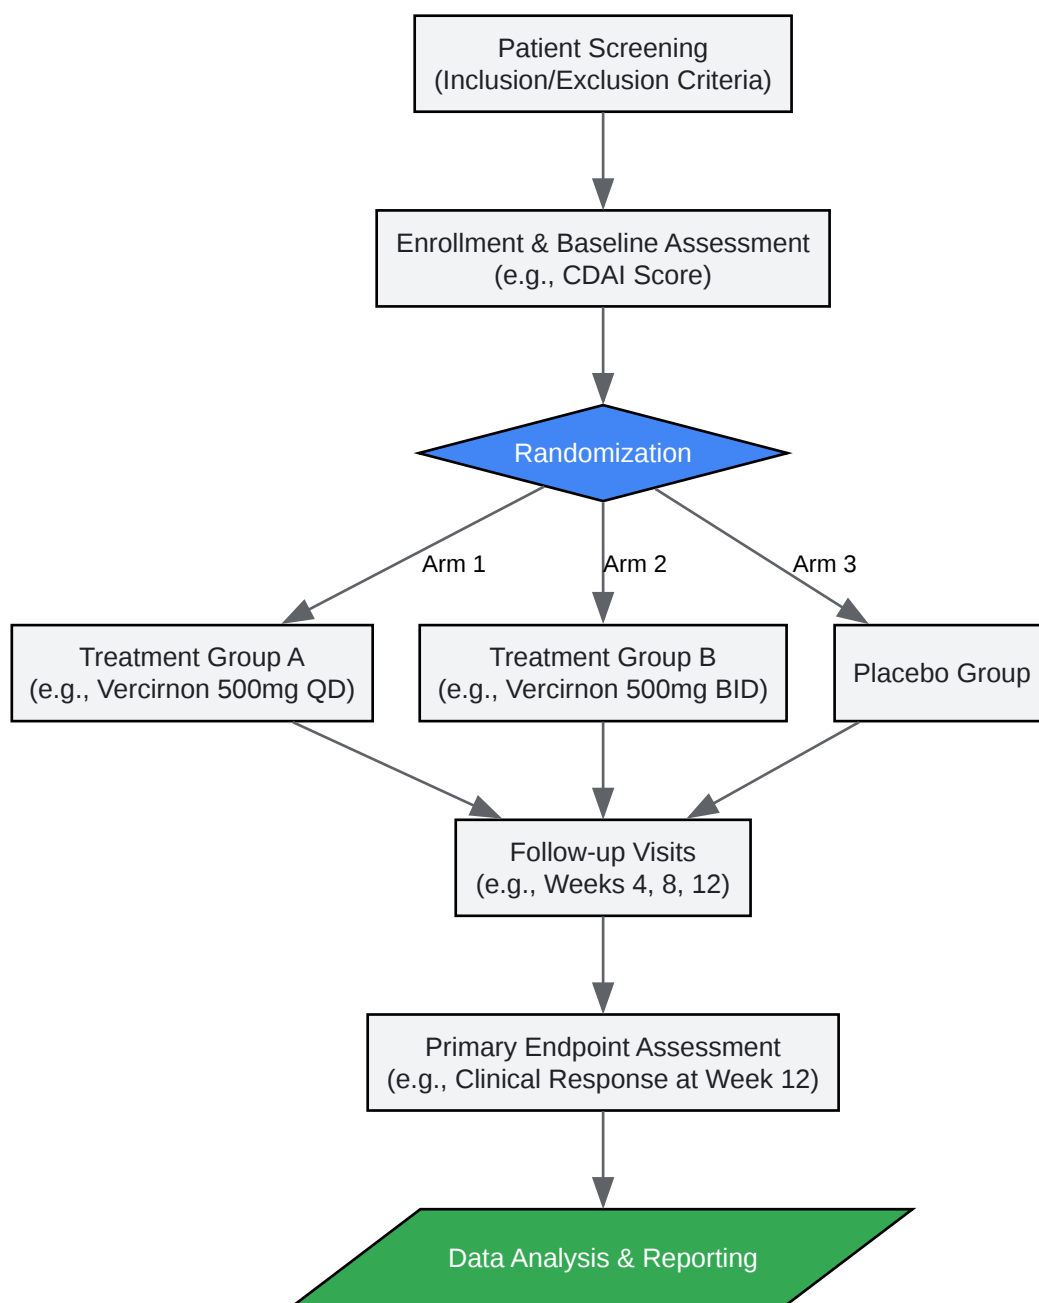 Patient Screening
(Inclusion/Exclusion Criteria)
Enrollment & Baseline Assessment
(e.g., CDAI Score)
Randomization
Arm 1
Arm 2
Arm 3
Treatment Group A
(e.g., Vercirnon 500mg QD)
Treatment Group B
(e.g., Vercirnon 500mg BID)
Placebo Group
Follow-up Visits
(e.g., Weeks 4, 8, 12)
Primary Endpoint Assessment
(e.g., Clinical Response at Week 12)
Data Analysis & Reporting